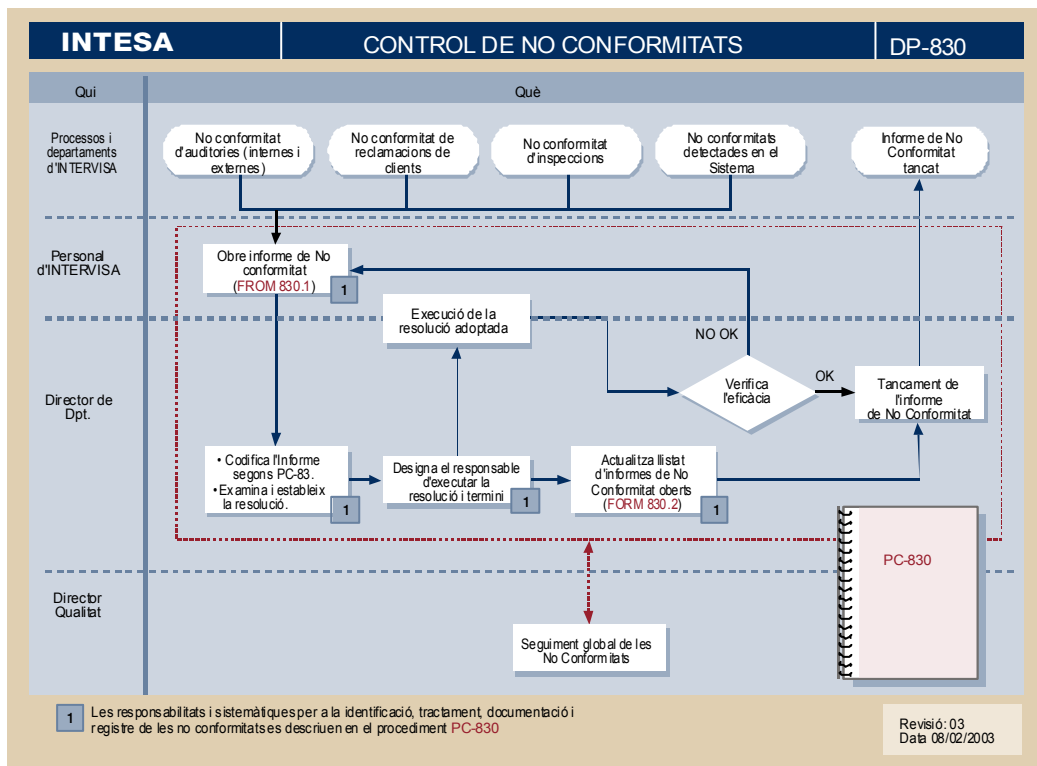 INTESA
CONTROL DE NO CONFORMITATS
DP-830
Qui
Què
Processos i
departaments
d'INTERVISA
No conformitat
d'auditories (internes i
externes)
No conformitat de
reclamacions de
clients
No conformitat
d'inspeccions
No conformitats
detectades en el
Sistema
Informe de No
Conformitat
tancat
Personal
d'INTERVISA
Obre informe de No
conformitat
(FROM 830.1)
1
Execució de la
resolució adoptada
NO OK
Director de
Dpt.
Verifica
l'eficàcia
OK
Tancament de
l'informe
de No Conformitat
• Codifica l'Informe
segons PC-83.
• Examina i estableix
la resolució.
1
Designa el responsable
d'executar la
resolució i termini
1
Actualitza llistat
d'informes de No
Conformitat oberts
(FORM 830.2)
1
PC-830
Director
Qualitat
Seguiment global de les
No Conformitats
1
Les responsabilitats i sistemàtiques per a la identificació, tractament, documentació i
registre de les no conformitats es descriuen en el procediment PC-830
Revisió: 03
Data 08/02/2003